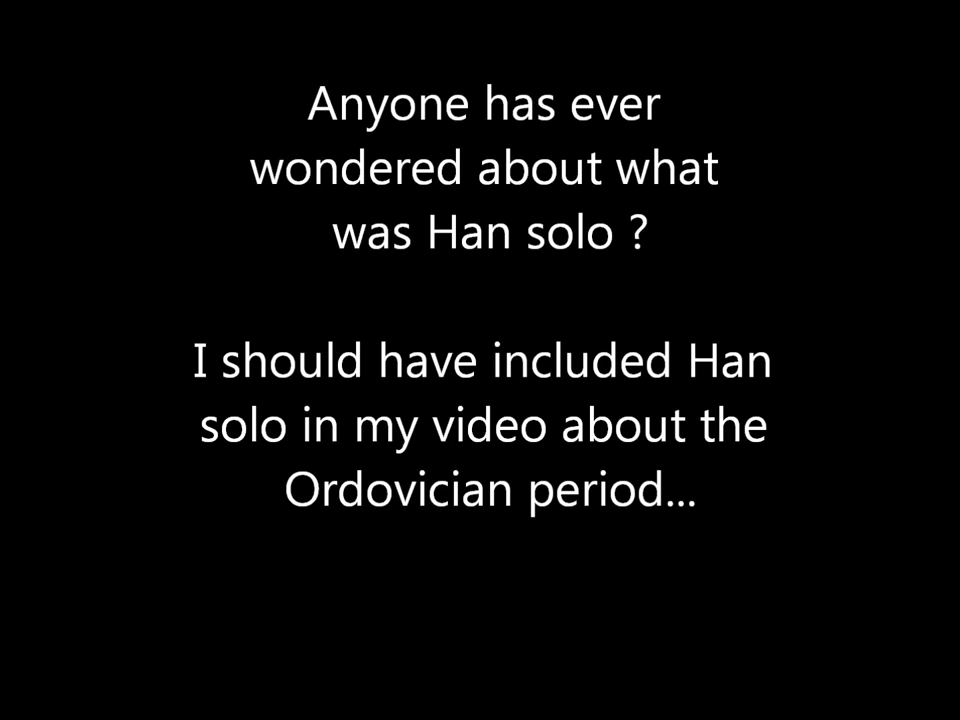 Anyone has ever
wondered about what
was Han solo ?
I should have included Han
solo in my video about the
Ordovician period...